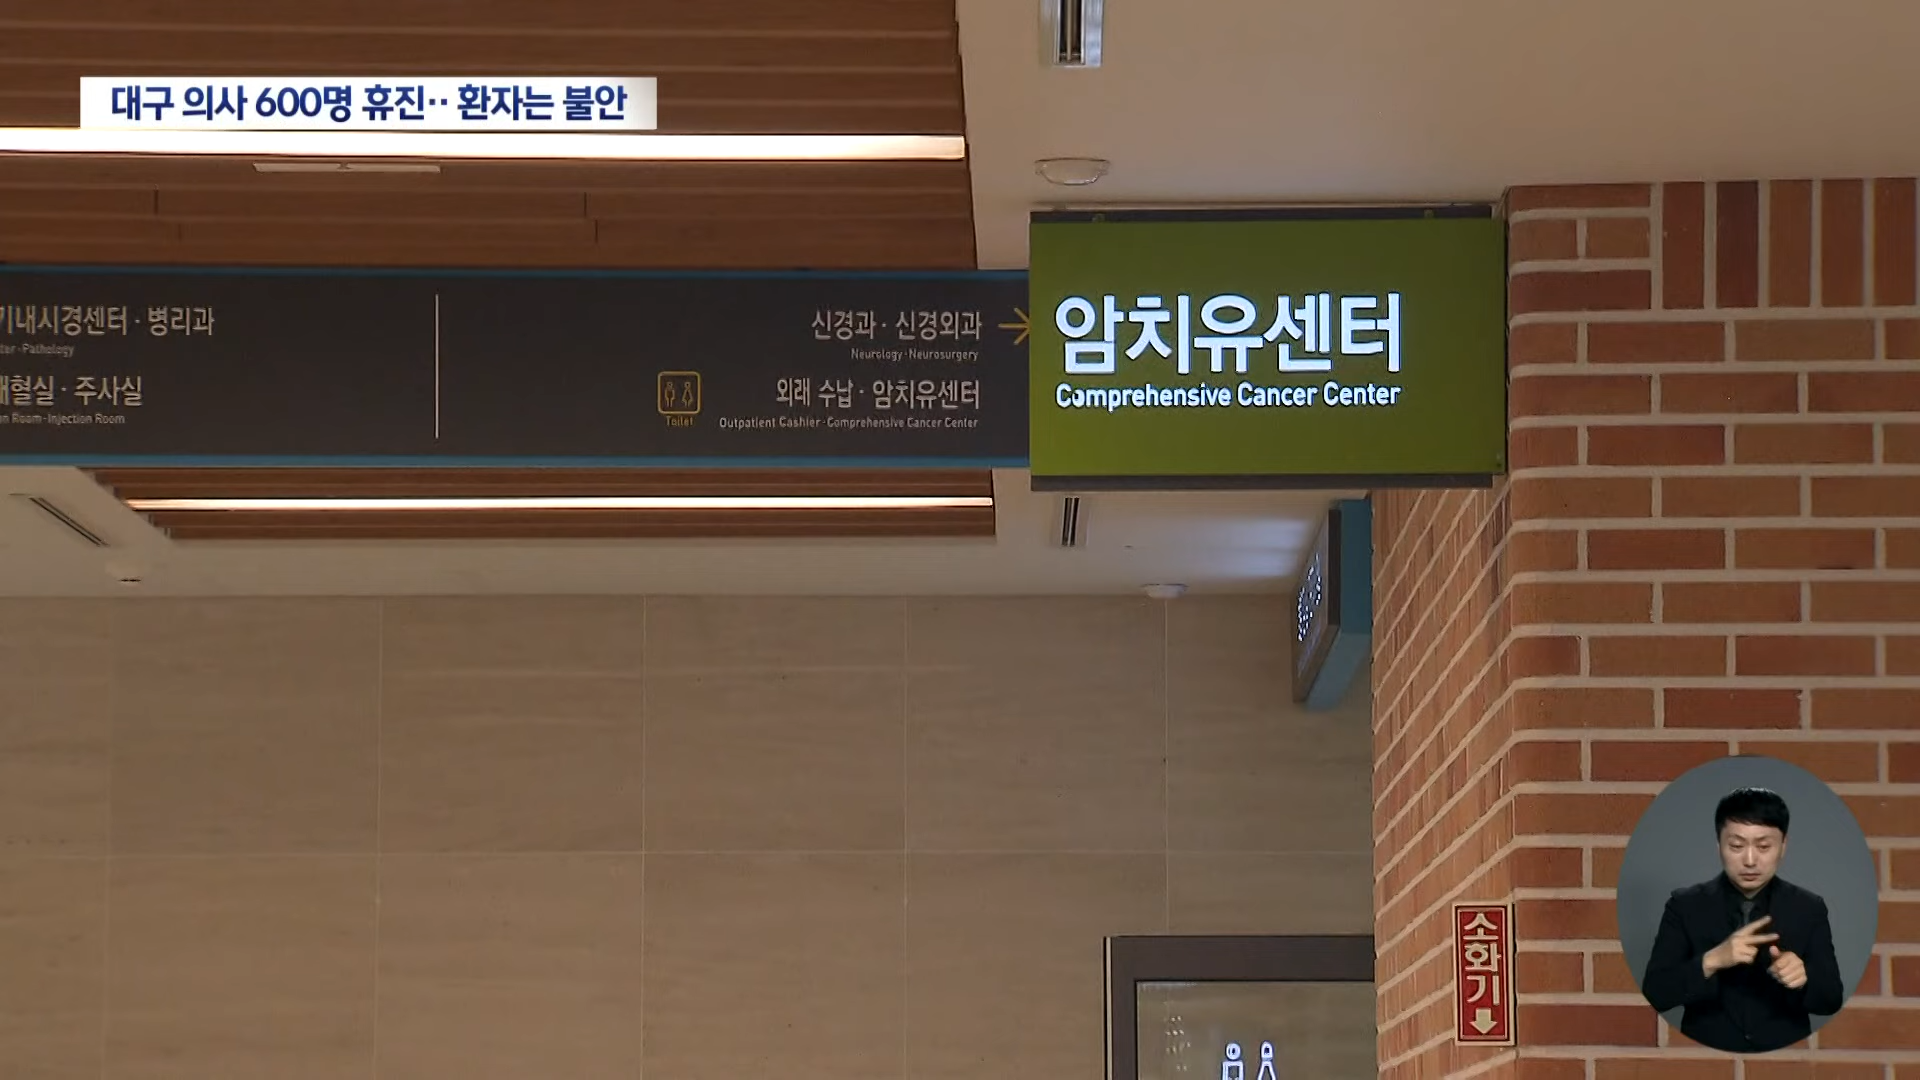 대구 의사 600명 휴진‥ 환자는 불안
기내시경센터 · 병리과
Pathology
채혈실 · 주사실
Room · Injection Room
신경과 · 신경외과
Neurology · Neurosurgery
외래 수납 · 암치유센터
Outpatient Cashier · Comprehensive Cancer Center
Toilet
암치유센터
Comprehensive Cancer Center
소화기